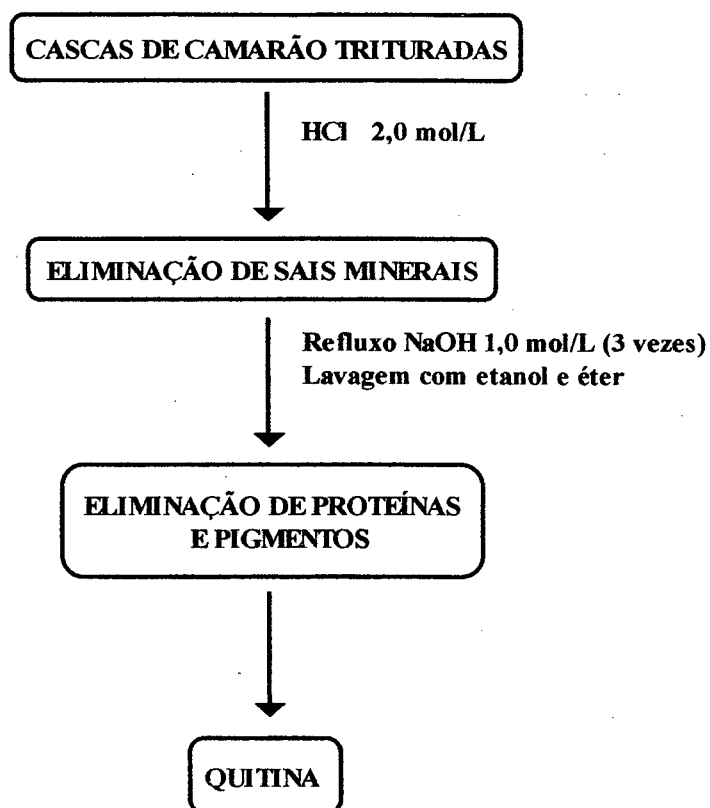 CASCAS DE CAMARÃO TRITURADAS
HCl 2,0 mol/L
ELIMINAÇÃO DE SAIS MINERAIS
Refluxo NaOH 1,0 mol/L (3 vezes)
Lavagem com etanol e éter
ELIMINAÇÃO DE PROTEÍNAS
E PIGMENTOS
QUITINA